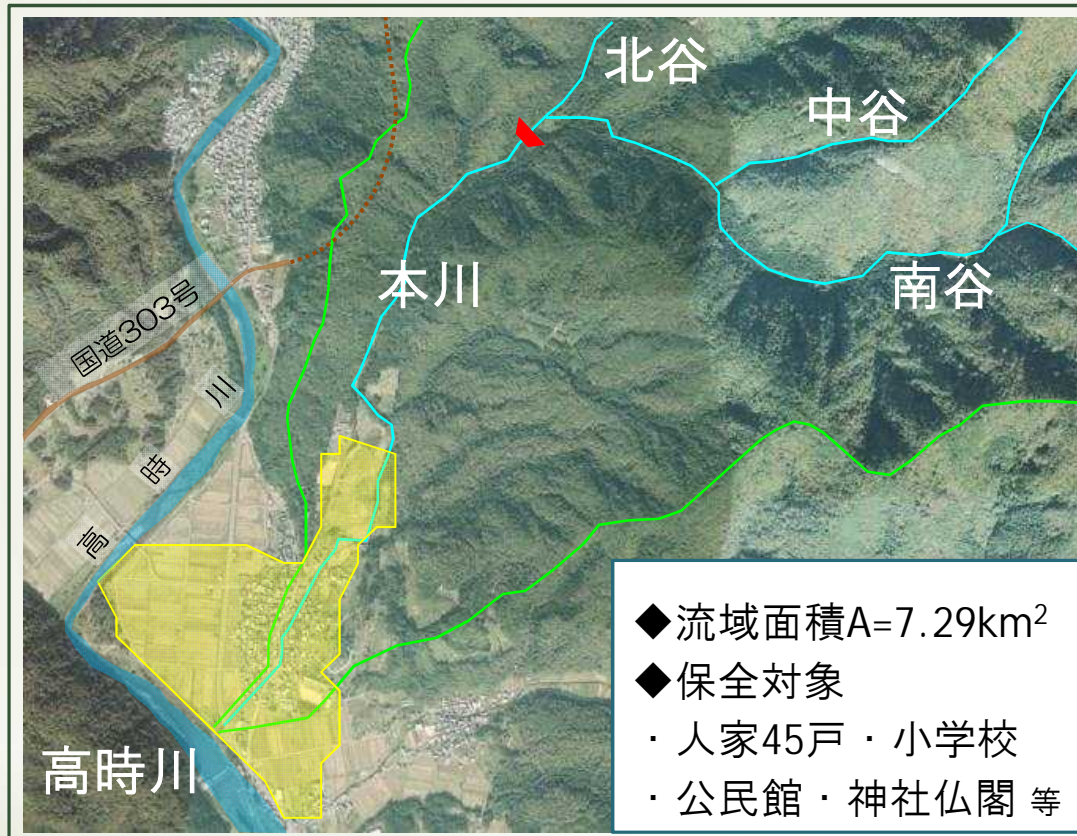 北谷
中谷
本川
南谷
国道303号
高時川
高時川
◆流域面積A=7.29km²
◆保全対象
・人家45戸・小学校
・公民館・神社仏閣 等